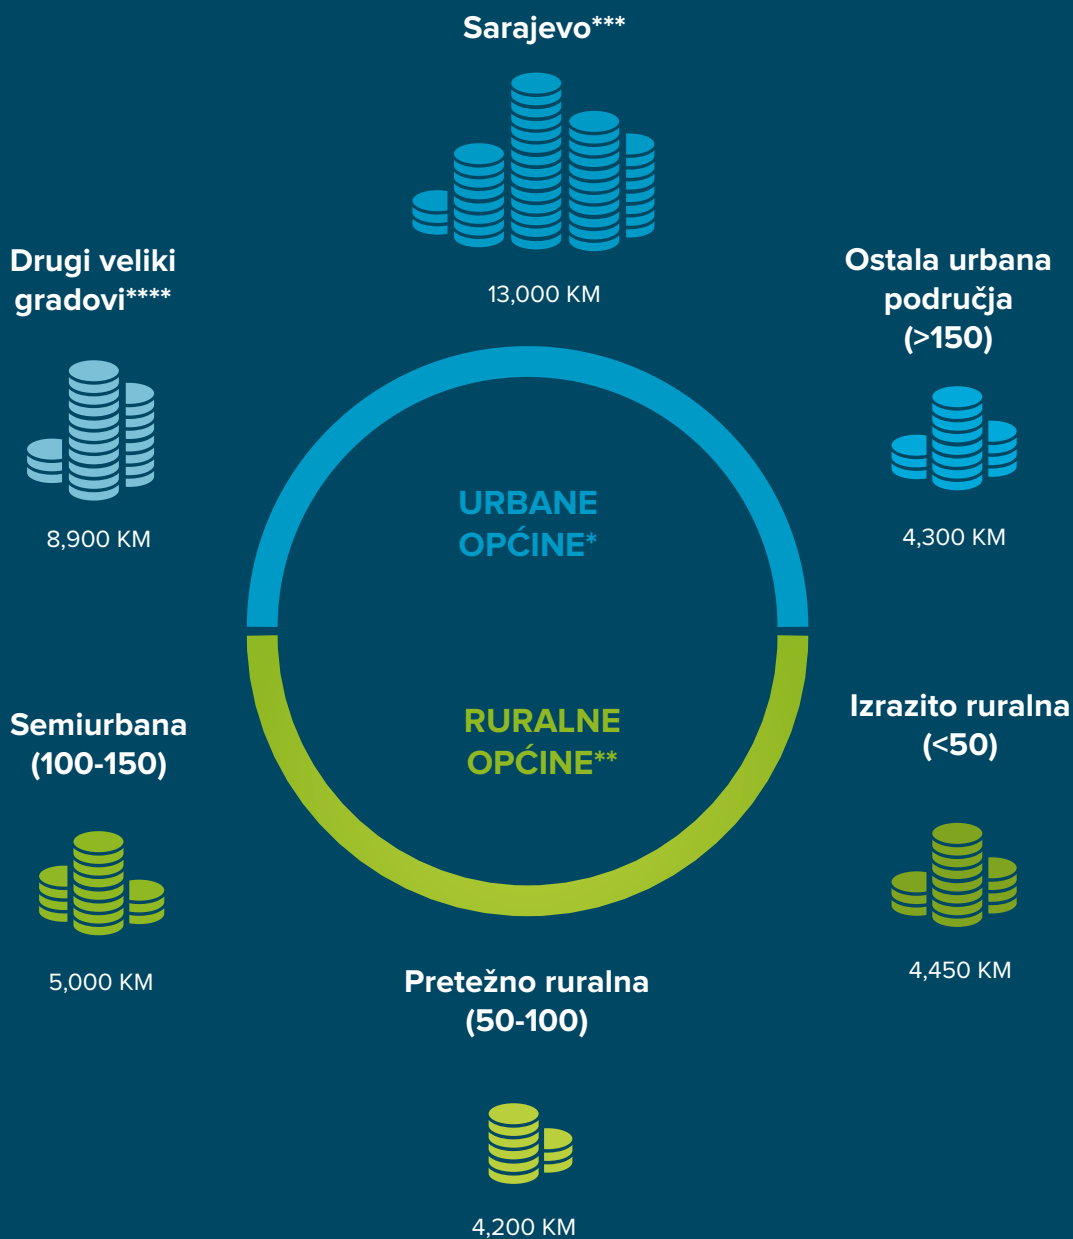 Sarajevo***
13,000 KM
Drugi veliki
gradovi****
8,900 KM
Ostala urbana
područja
(>150)
4,300 KM
URBANE
OPĆINE*
RURALNE
OPĆINE**
Semiurbana
(100-150)
5,000 KM
Izrazito ruralna
(<50)
4,450 KM
Pretežno ruralna
(50-100)
4,200 KM